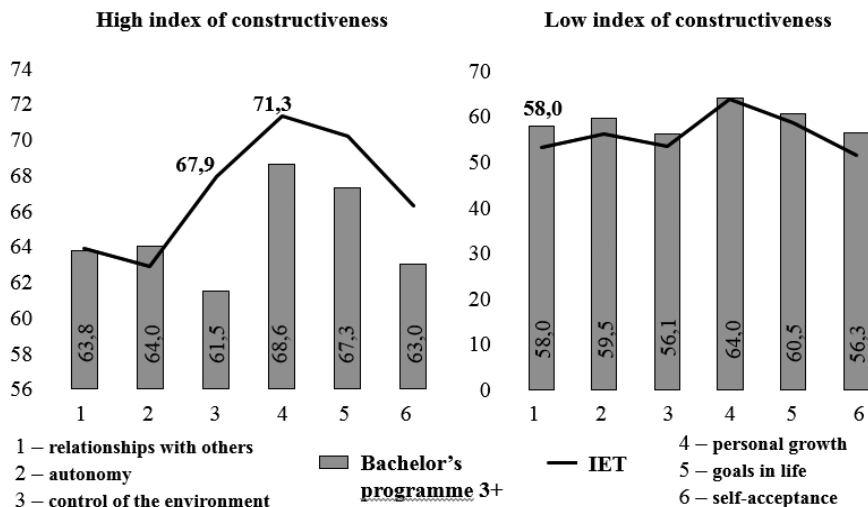 High index of constructiveness
74
72
70
68
66
64
62
60
58
56
71,3
67,9
63,8
64,0
61,5
68,6
67,3
63,0
1 2 3 4 5 6
Low index of constructiveness
70
60
50
40
30
20
10
0
58,0
58,0
59,5
56,1
64,0
60,5
56,3
1 2 3 4 5 6
1 – relationships with others
2 – autonomy
3 – control of the environment
Bachelor's
programme 3+
IET
4 – personal growth
5 – goals in life
6 – self-acceptance